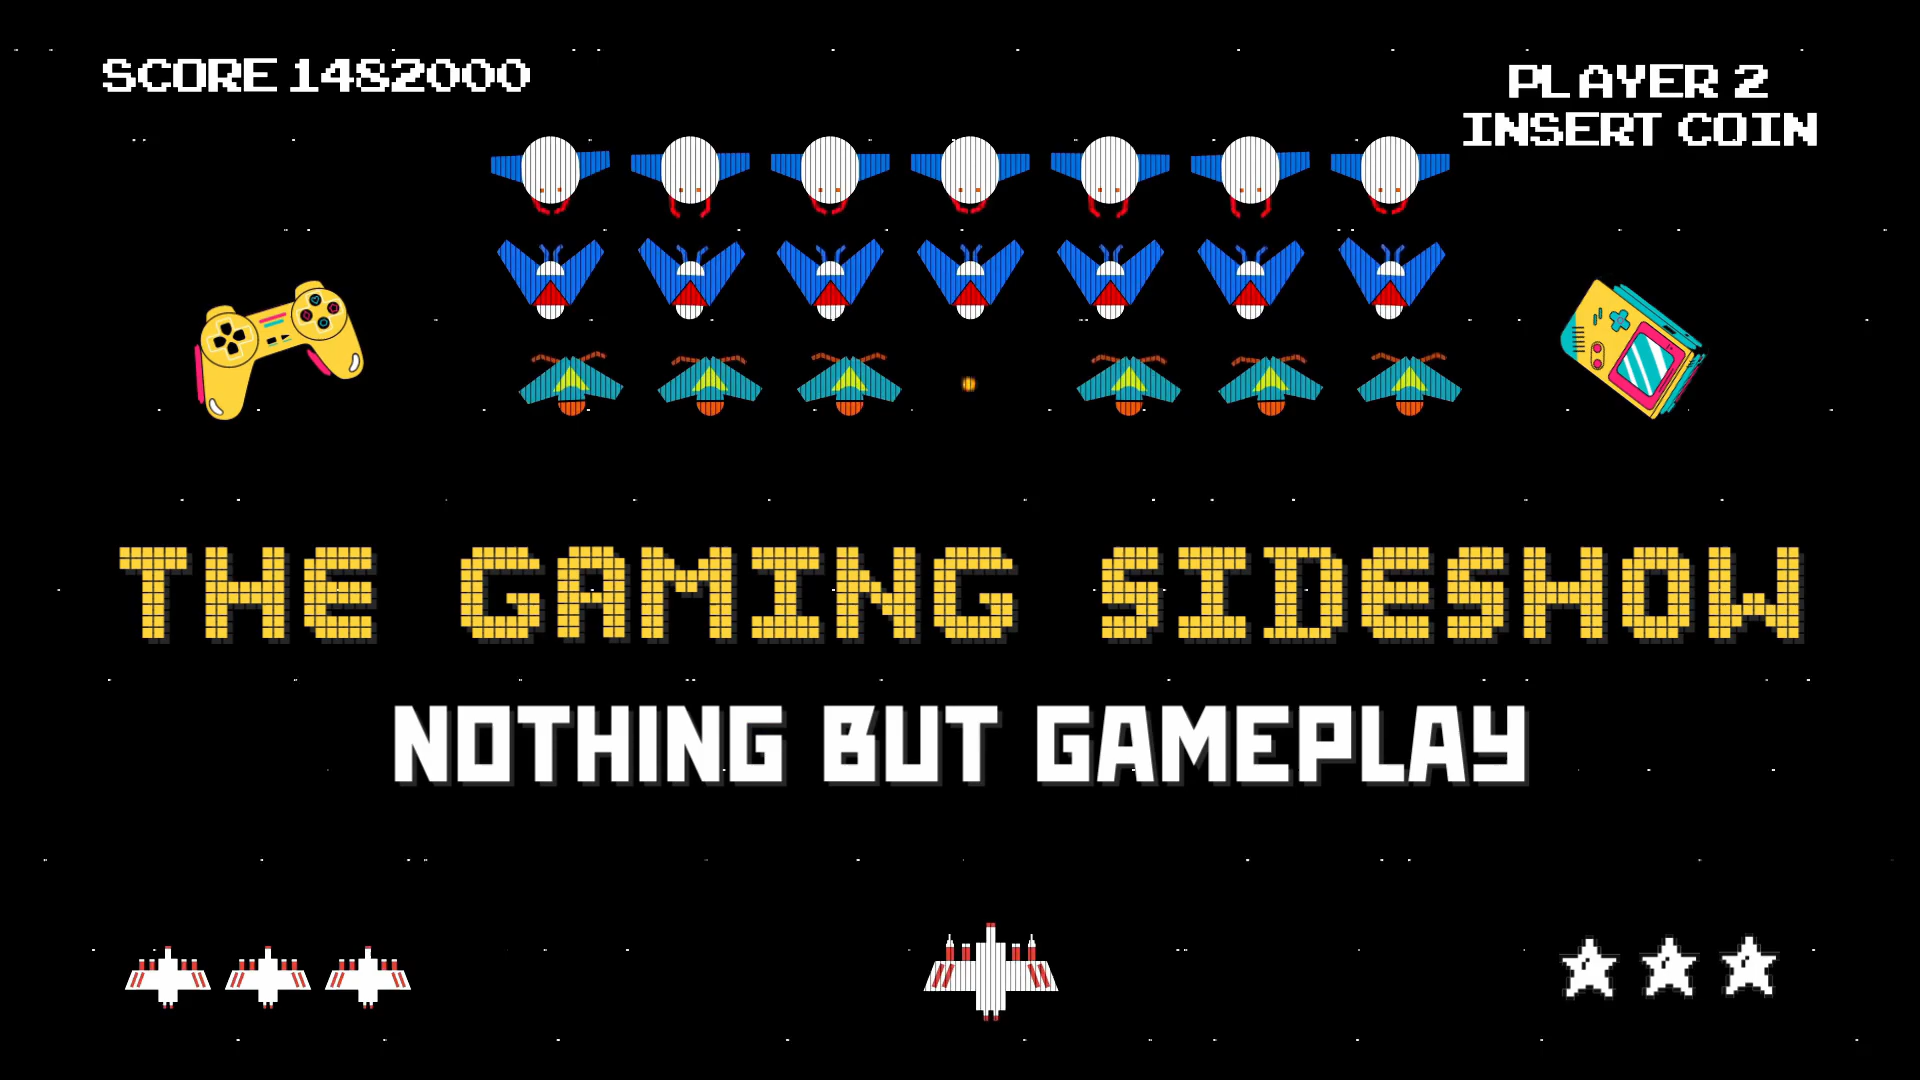 SCORE 1482000
PLAYER 2
INSERT COIN
THE GAMING SIDESHOW
NOTHING BUT GAMEPLAY